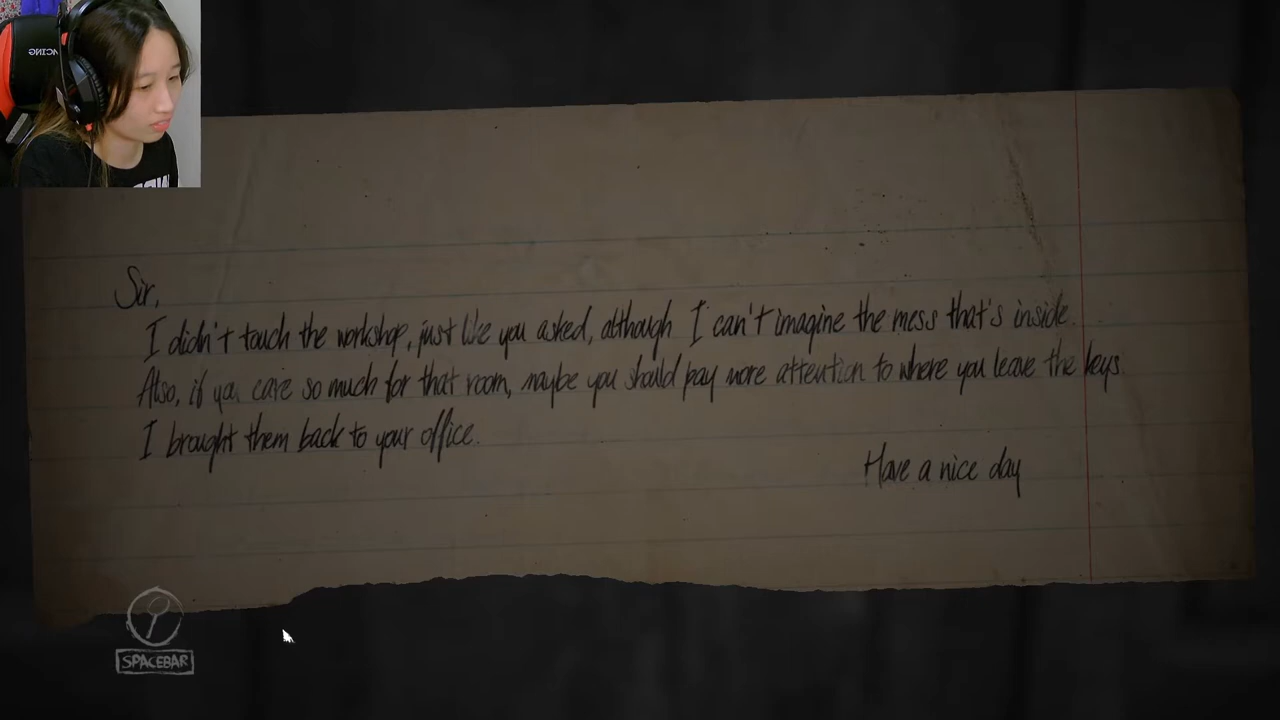 Sir,
I didn't touch the workshop, just like you asked, although I can't imagine the mess that's inside.
Also, if you care so much for that room, maybe you should pay more attention to where you leave the keys.
I brought them back to your office.
Have a nice day
SPACEBAR